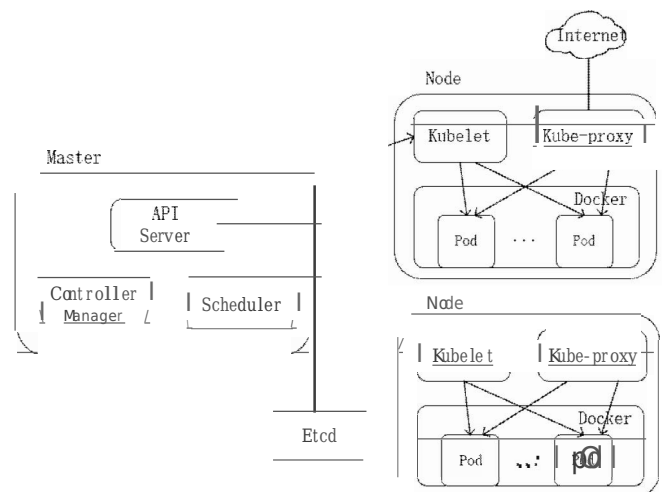 Internet
Node
Kubelet
Kube-proxy
Docker
Pod
...
Pod
Master
API
Server
Controller
Manager
Scheduler
Etcd
Node
Kubelet
Kube-proxy
Docker
Pod